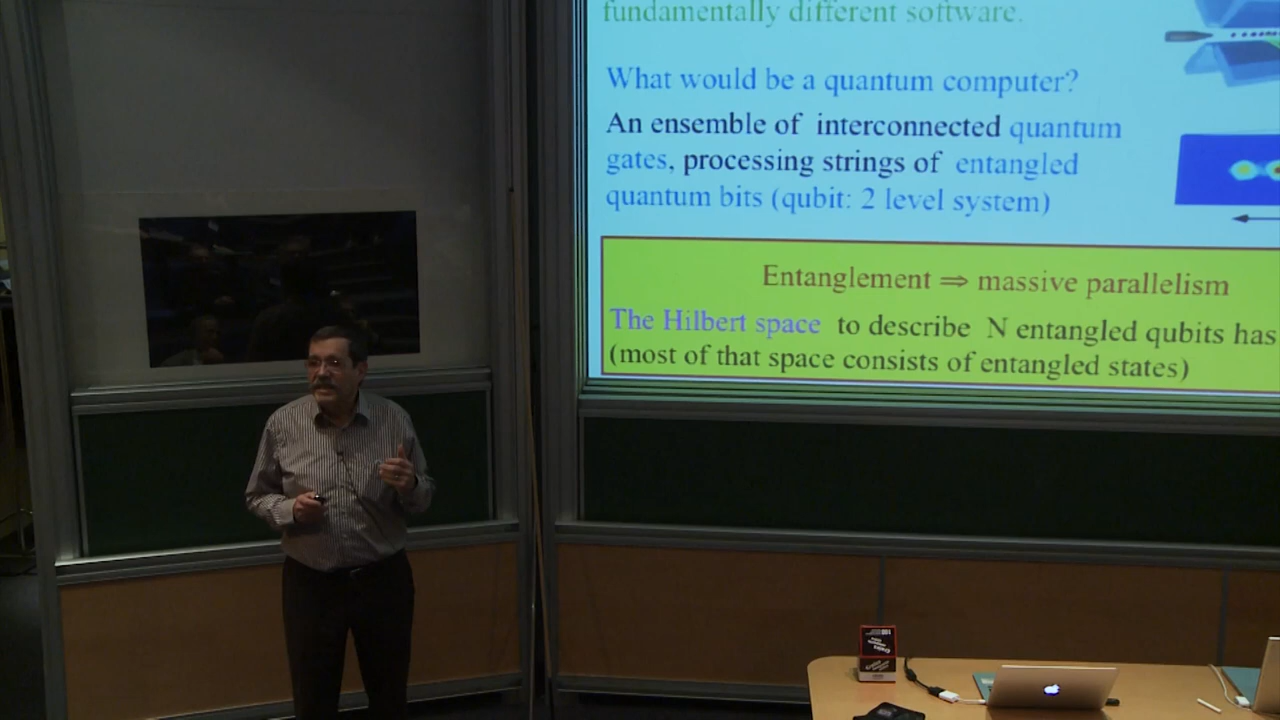 fundamentally different software.
What would be a quantum computer?
An ensemble of interconnected quantum
gates, processing strings of entangled
quantum bits (qubit: 2 level system)
Entanglement ⇒ massive parallelism
The Hilbert space to describe N entangled qubits has
(most of that space consists of entangled states)